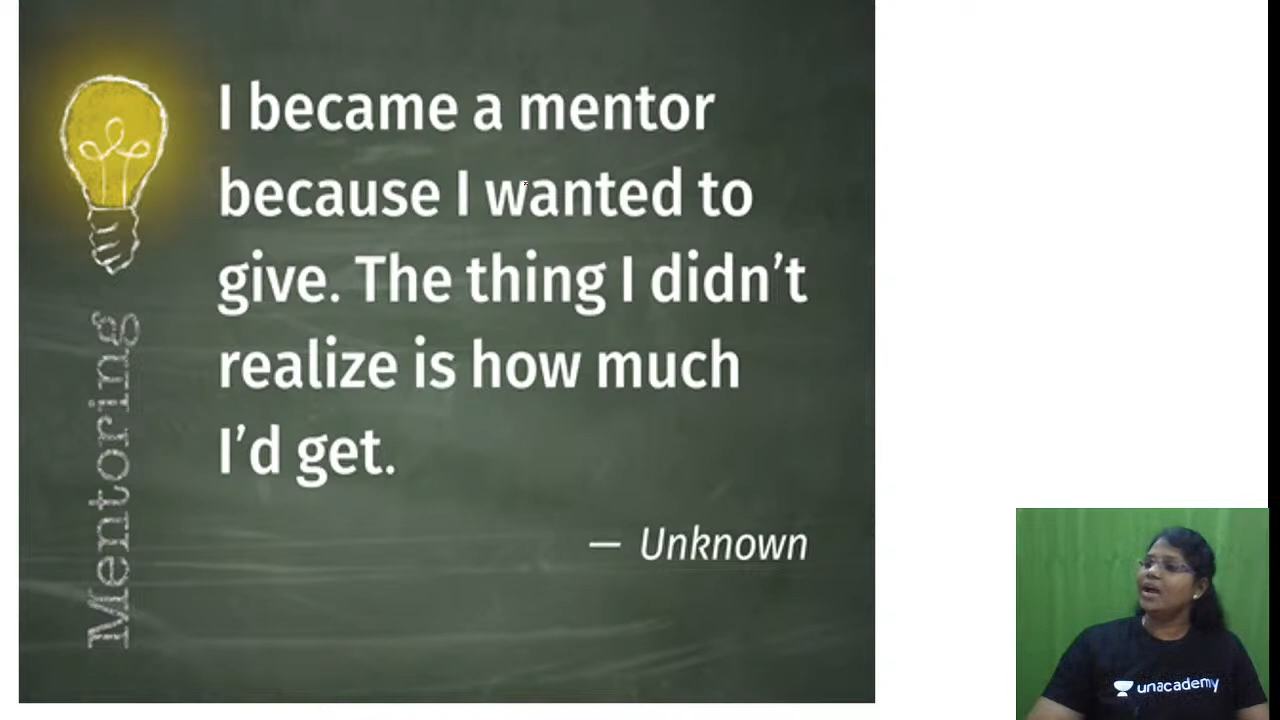 I became a mentor
because I wanted to
give. The thing I didn’t
realize is how much
I’d get.
— Unknown
Mentoring
unacademy